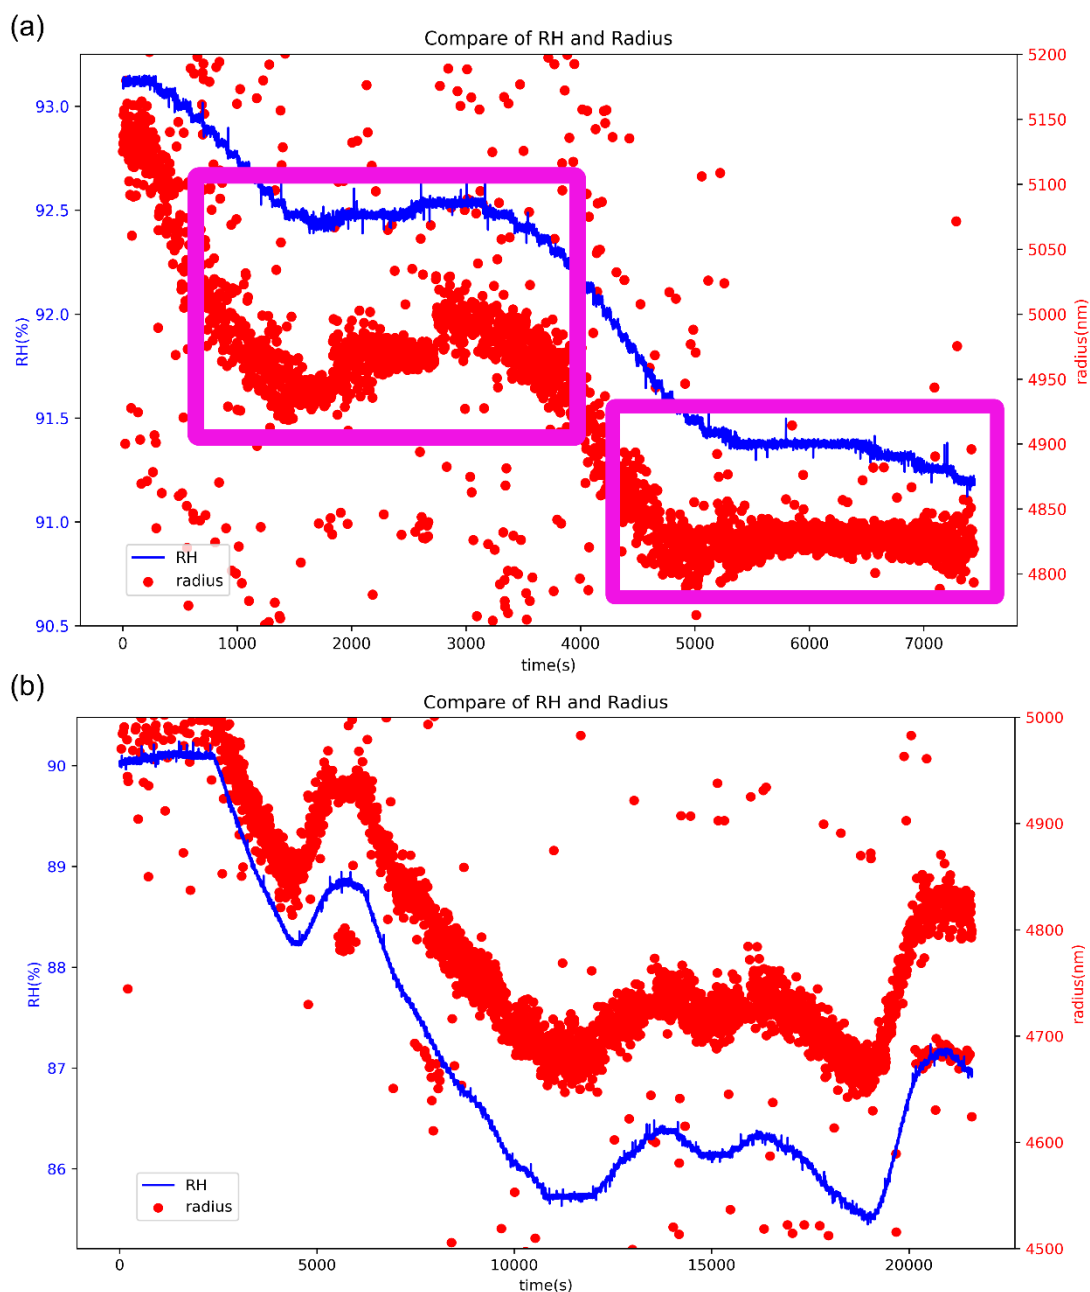 (a)
Compare of RH and Radius
5200
5150
5100
5050
5000
4950
4900
4850
4800
radius(nm)
93.0
92.5
92.0
91.5
91.0
90.5
RH(%)
RH
radius
0 1000 2000 3000 4000 5000 6000 7000
time(s)
(b)
Compare of RH and Radius
5000
4900
4800
4700
4600
4500
radius(nm)
90
89
88
87
86
RH(%)
RH
radius
0 5000 10000 15000 20000
time(s)